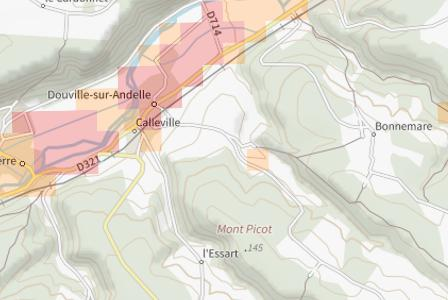 D714
Douville-sur-Andelle
Calleville
Bonnemare
D321
Mont Picot
145
l'Essart